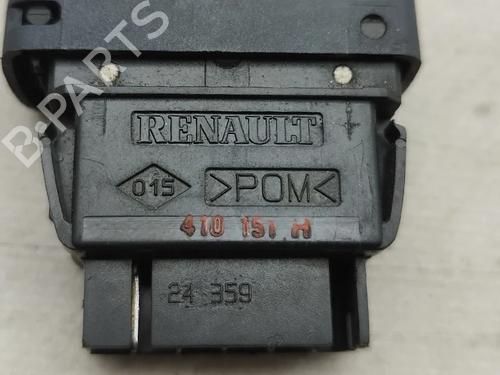 B-PARTS
RENAULT
015 >POM<
410 151 H
24 359